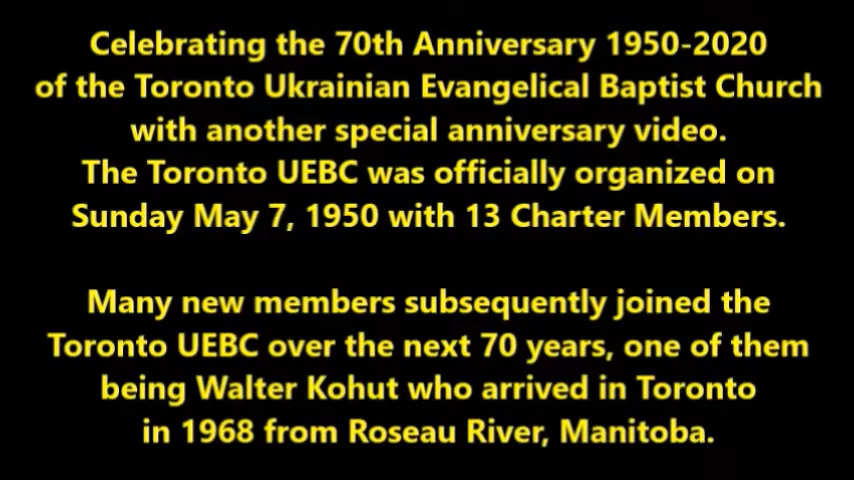 Celebrating the 70th Anniversary 1950-2020
of the Toronto Ukrainian Evangelical Baptist Church
with another special anniversary video.
The Toronto UEBC was officially organized on
Sunday May 7, 1950 with 13 Charter Members.
Many new members subsequently joined the
Toronto UEBC over the next 70 years, one of them
being Walter Kohut who arrived in Toronto
in 1968 from Roseau River, Manitoba.